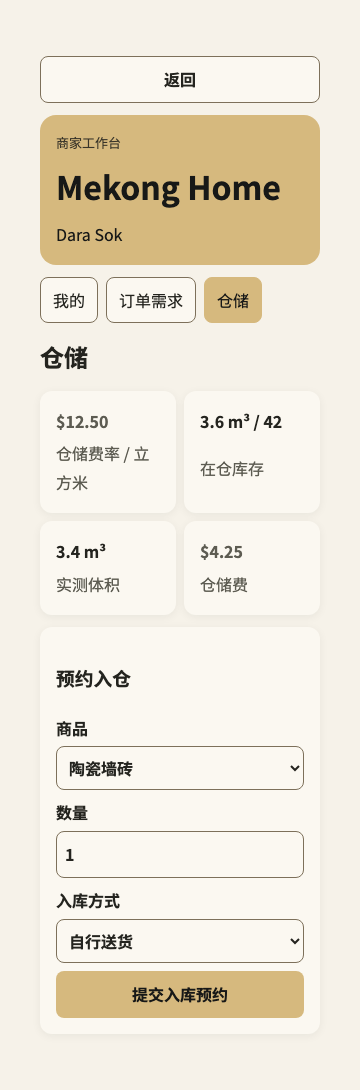 返回
商家工作台
Mekong Home
Dara Sok
我的
订单需求
仓储
仓储
$12.50
仓储费率 / 立
方米
3.6 m³ / 42
在仓库存
3.4 m³
实测体积
$4.25
仓储费
预约入仓
商品
陶瓷墙砖
数量
1
入库方式
自行送货
提交入库预约